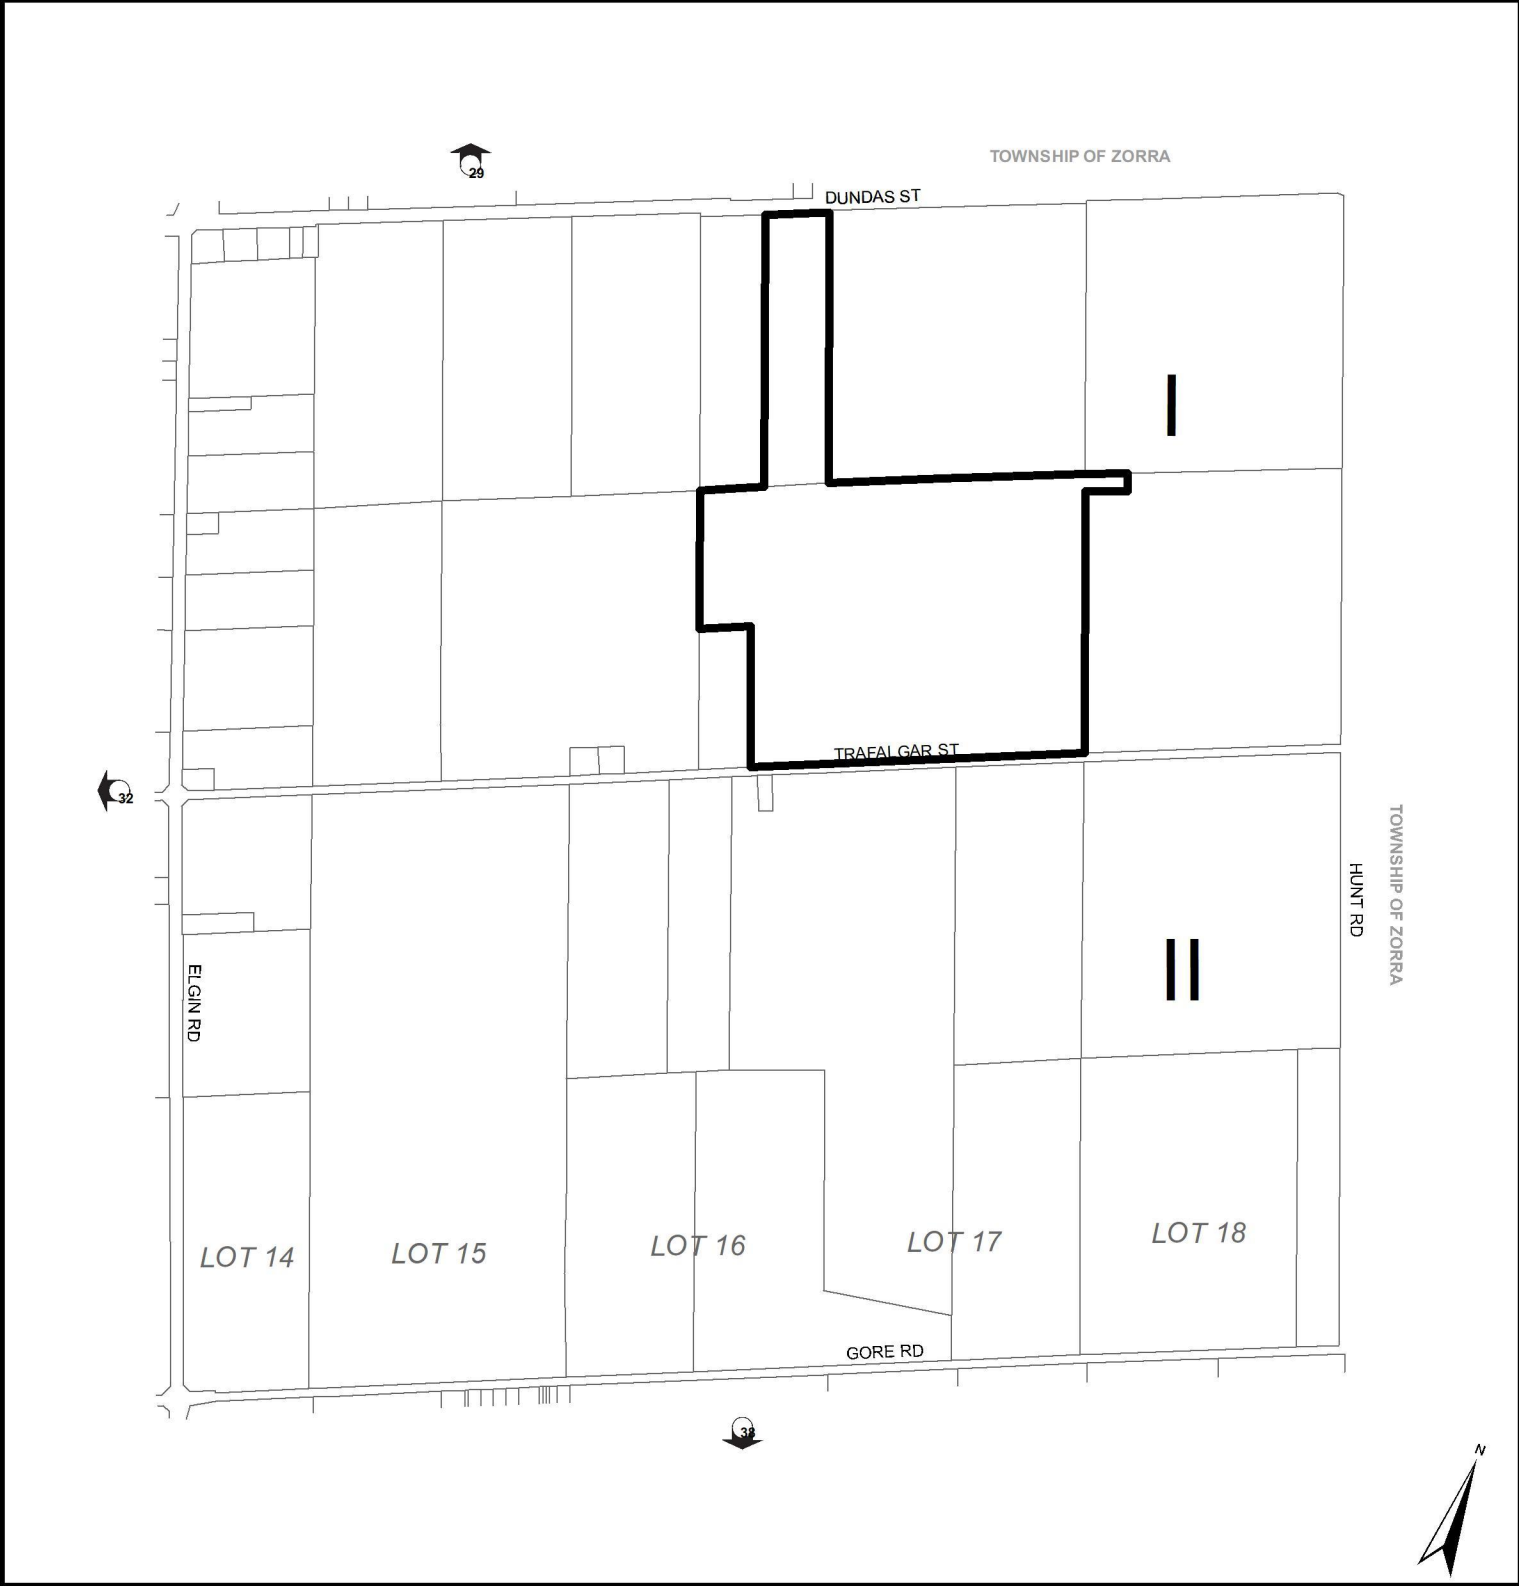 TOWNSHIP OF ZORRA
29
DUNDAS ST
I
TRAFALGAR ST
32
TOWNSHIP OF ZORRA
HUNT RD
II
ELGIN RD
LOT 14
LOT 15
LOT 16
LOT 17
LOT 18
GORE RD
38
N